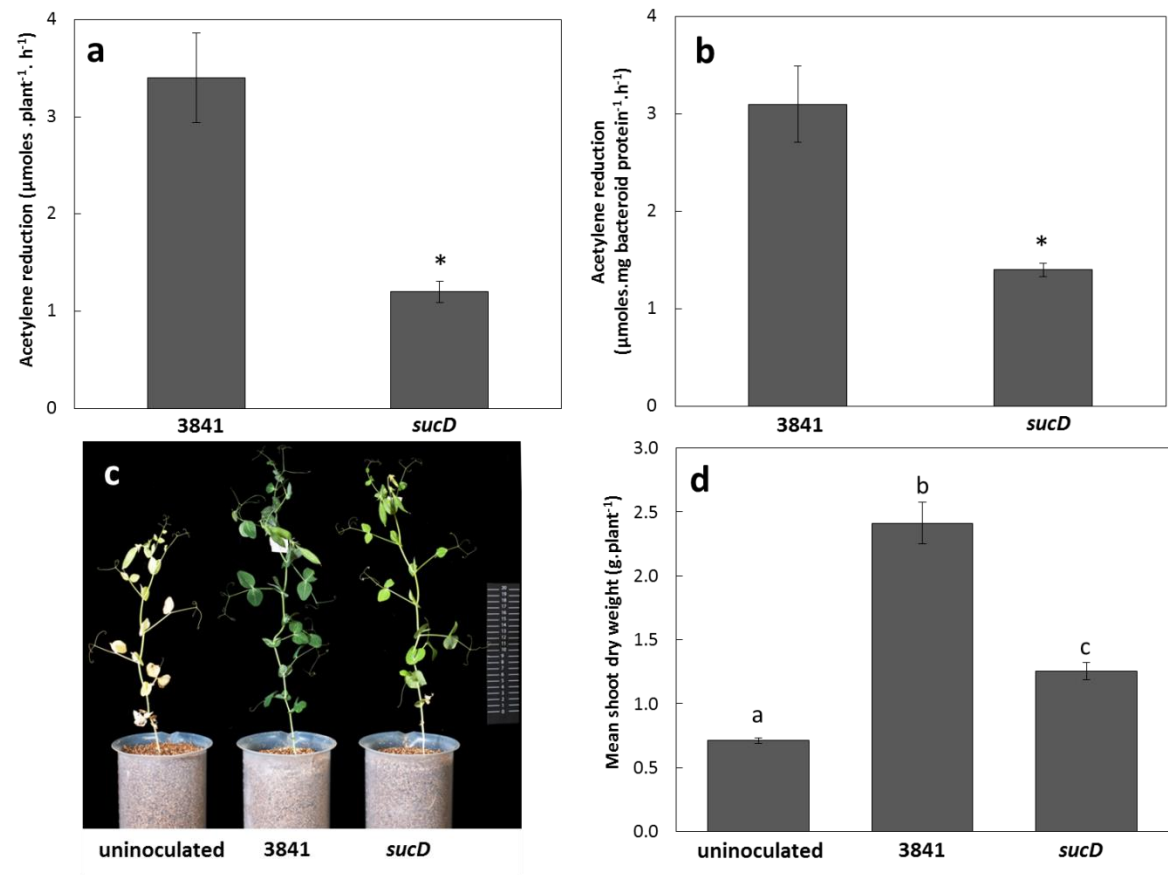 a
Acetylene reduction (µmoles .plant⁻¹. h⁻¹)
4
3
2
1
0
*
3841
sucD
b
Acetylene reduction
(µmoles.mg bacteroid protein⁻¹.h⁻¹)
4
3
2
1
0
*
3841
sucD
c
uninoculated
3841
sucD
d
Mean shoot dry weight (g.plant⁻¹)
3.0
2.5
2.0
1.5
1.0
0.5
0.0
a
b
c
uninoculated
3841
sucD